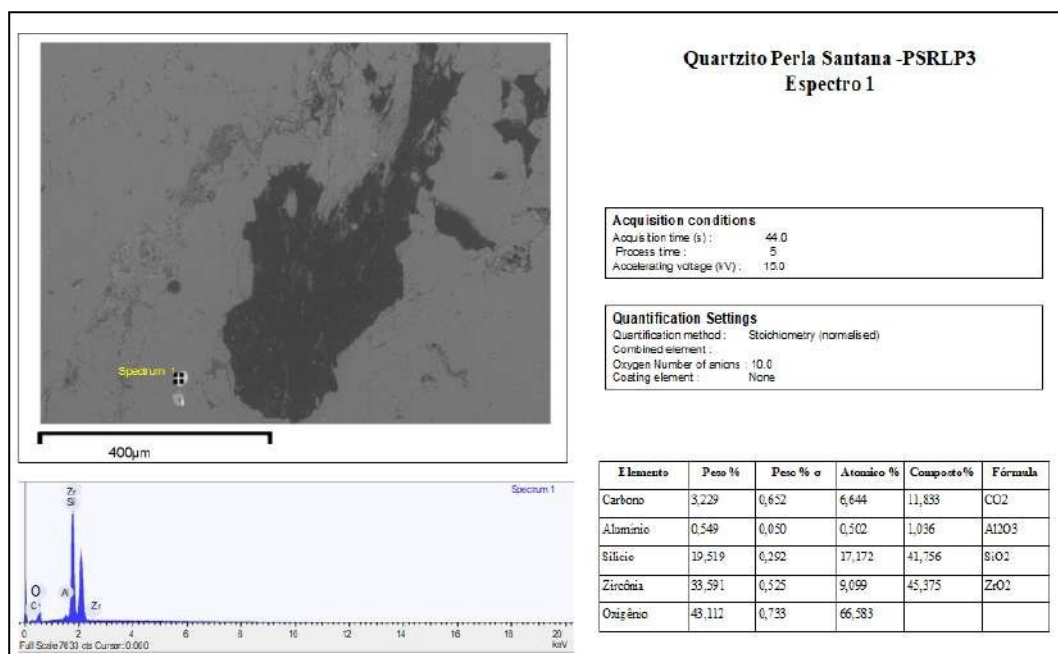 Quartzito Perla Santana -PSRLP3
Espectro 1
Spectrum 1
400µm
Acquisition conditions
Acquisition time (s) : 44.0
Process time : 5
Accelerating voltage (kV) : 15.0
Quantification Settings
Quantification method : Stoichiometry (normalised)
Combined element :
Oxygen Number of anions : 10.0
Coating element : None
Spectrum 1
Zr
Si
O
C
Al
Zr
0 2 4 6 8 10 12 14 16 18 20
Full Scale 7633 cts Cursor: 0.000 keV
Elemento Peso % Peso % σ Atomico % Composto% Fórmula
Carbono 3,229 0,652 6,644 11,833 CO2
Alumínio 0,549 0,050 0,502 1,036 Al2O3
Silício 19,519 0,292 17,172 41,756 SiO2
Zircônia 33,591 0,525 9,099 45,375 ZrO2
Oxigênio 43,112 0,733 66,583